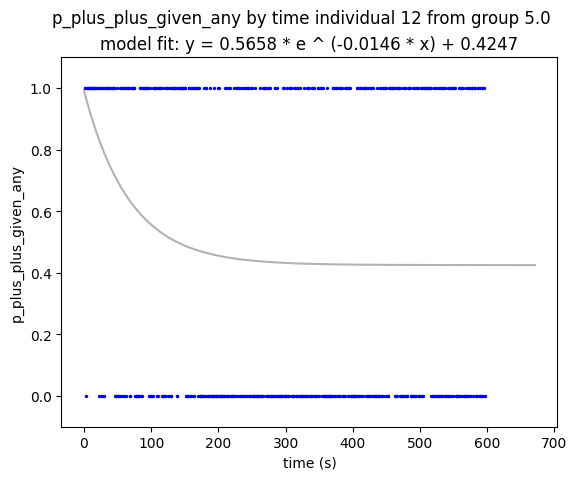 p_plus_plus_given_any by time individual 12 from group 5.0
model fit: y = 0.5658 * e ^ (-0.0146 * x) + 0.4247
1.0
0.8
0.6
0.4
0.2
0.0
p_plus_plus_given_any
0 100 200 300 400 500 600 700
time (s)